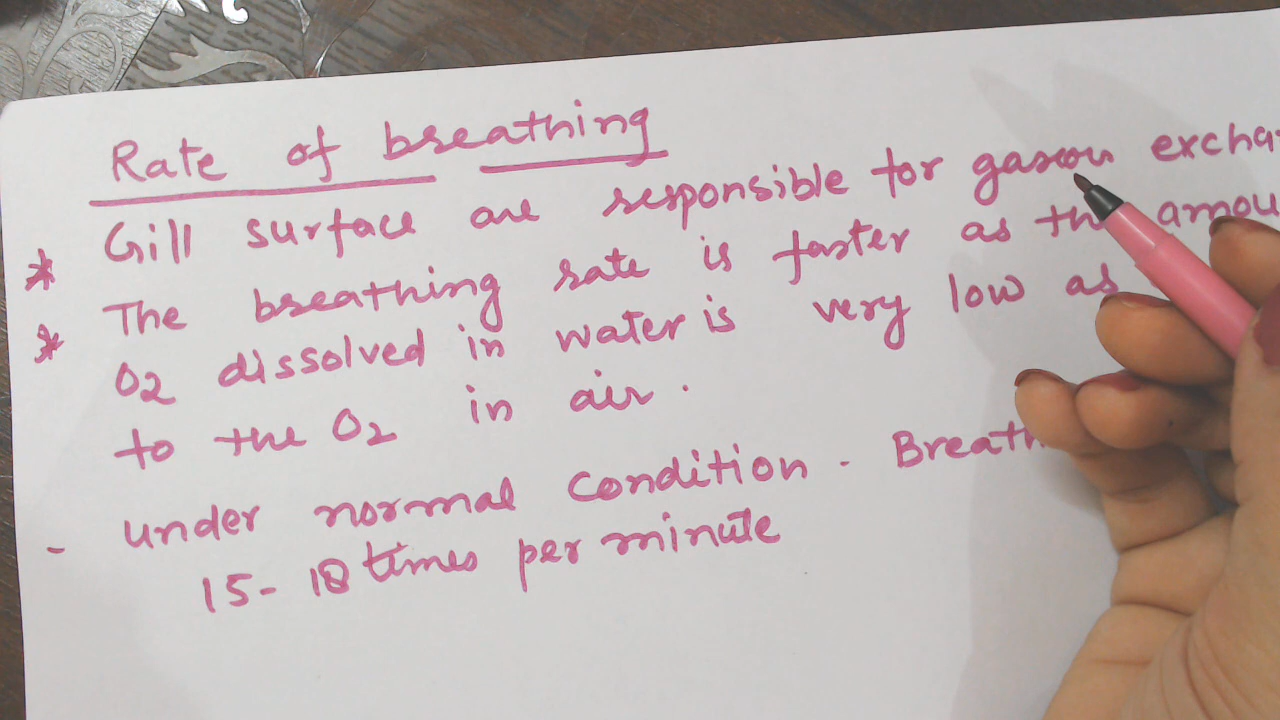 Rate of breathing
* Gill surface are responsible for gaseous excha
* The breathing rate is faster as the amou
O2 dissolved in water is very low as
to the O2 in air.
- under normal condition - Breath
15-18 times per minute